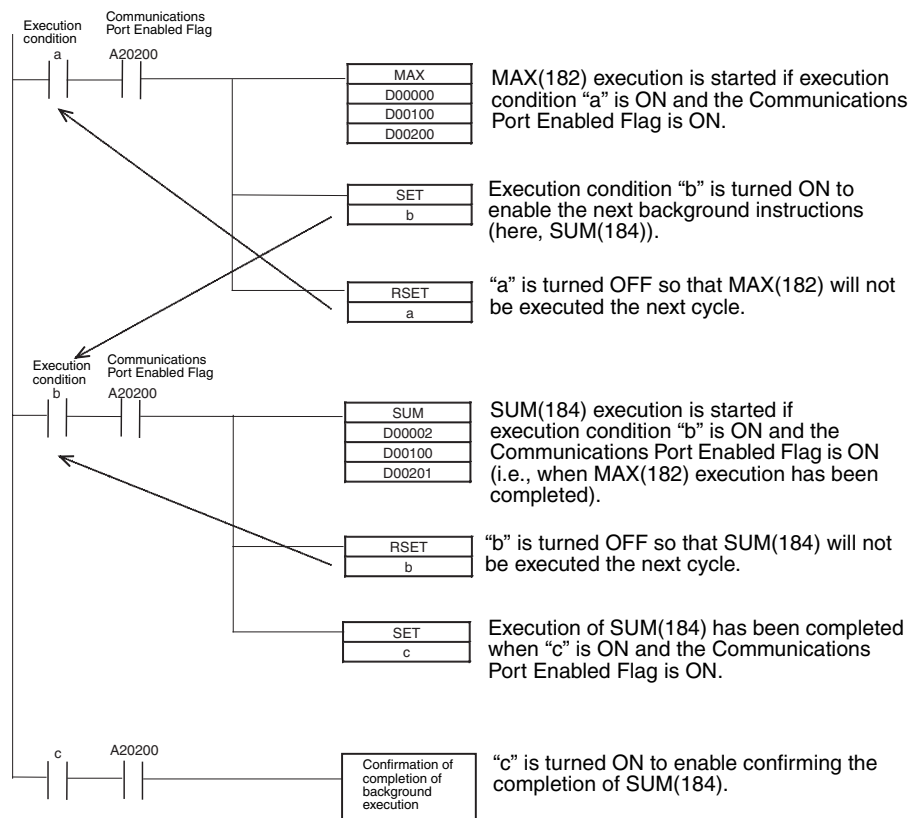 Execution
condition
a
Communications
Port Enabled Flag
A20200
MAX
D00000
D00100
D00200
MAX(182) execution is started if execution
condition “a” is ON and the Communications
Port Enabled Flag is ON.
SET
b
Execution condition “b” is turned ON to
enable the next background instructions
(here, SUM(184)).
RSET
a
“a” is turned OFF so that MAX(182) will not
be executed the next cycle.
Execution
condition
b
Communications
Port Enabled Flag
A20200
SUM
D00002
D00100
D00201
SUM(184) execution is started if
execution condition “b” is ON and the
Communications Port Enabled Flag is ON
(i.e., when MAX(182) execution has been
completed).
RSET
b
“b” is turned OFF so that SUM(184) will not
be executed the next cycle.
SET
c
Execution of SUM(184) has been completed
when “c” is ON and the Communications
Port Enabled Flag is ON.
c
A20200
Confirmation of
completion of
background
execution
“c” is turned ON to enable confirming the
completion of SUM(184).